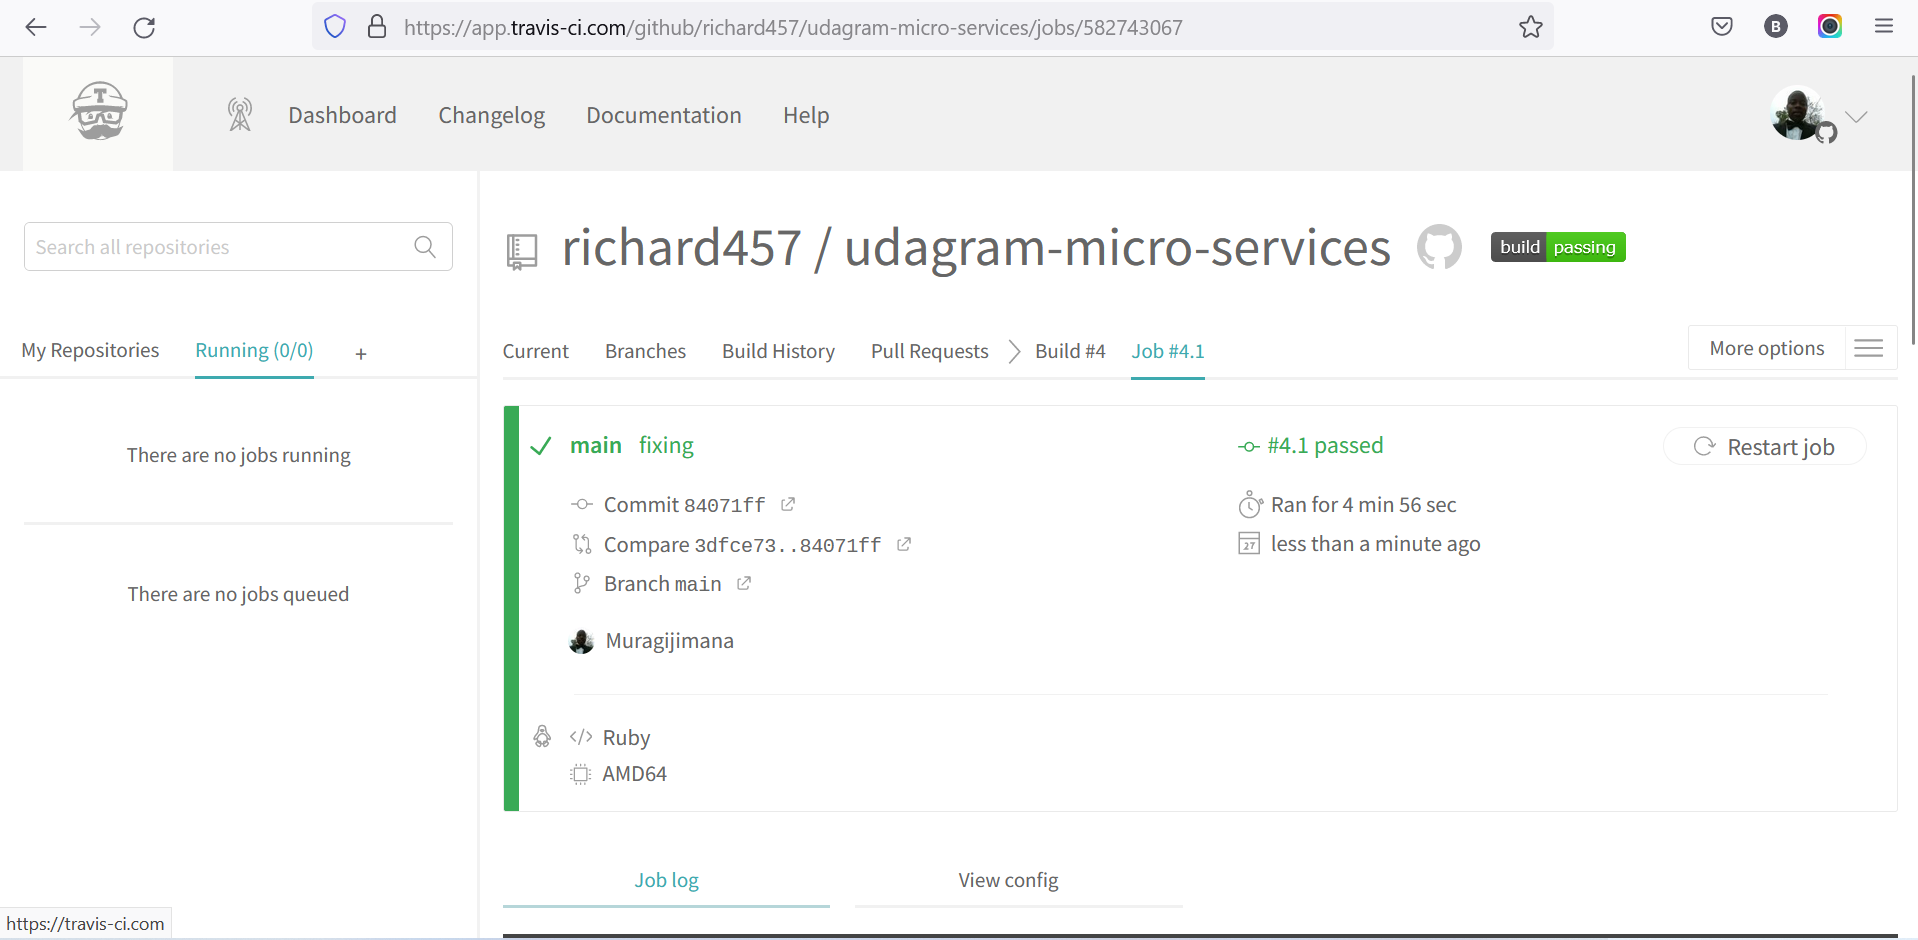 https://app.travis-ci.com/github/richard457/udagram-micro-services/jobs/582743067
B
T
Dashboard Changelog Documentation Help
Search all repositories
richard457 / udagram-micro-services
build passing
My Repositories Running (0/0) +
Current Branches Build History Pull Requests Build #4 Job #4.1
More options
There are no jobs running
There are no jobs queued
main fixing
#4.1 passed
Restart job
Commit 84071ff
Ran for 4 min 56 sec
Compare 3dfce73..84071ff
27
less than a minute ago
Branch main
Muragijimana
</> Ruby
AMD64
Job log
View config
https://travis-ci.com